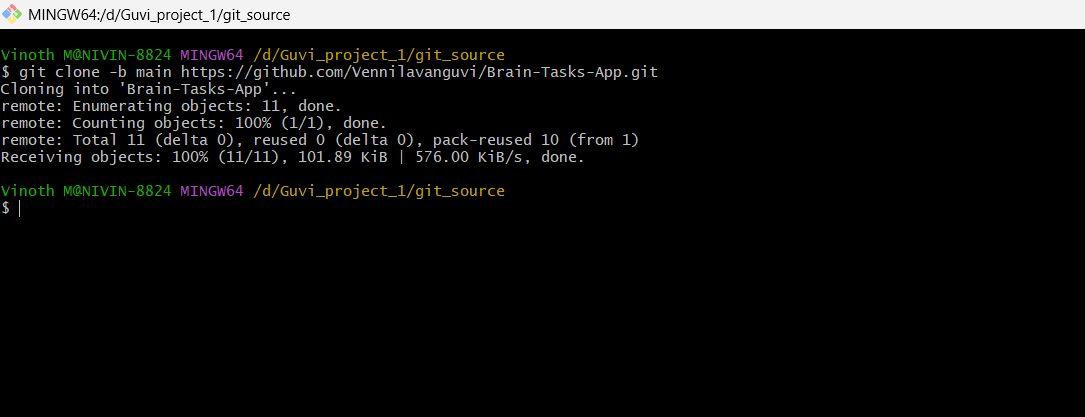 MINGW64:/d/Guvi_project_1/git_source
Vinoth M@NIVIN-8824 MINGW64 /d/Guvi_project_1/git_source
$ git clone -b main https://github.com/Vennilavanguvi/Brain-Tasks-App.git
Cloning into 'Brain-Tasks-App'...
remote: Enumerating objects: 11, done.
remote: Counting objects: 100% (1/1), done.
remote: Total 11 (delta 0), reused 0 (delta 0), pack-reused 10 (from 1)
Receiving objects: 100% (11/11), 101.89 KiB | 576.00 KiB/s, done.
Vinoth M@NIVIN-8824 MINGW64 /d/Guvi_project_1/git_source
$